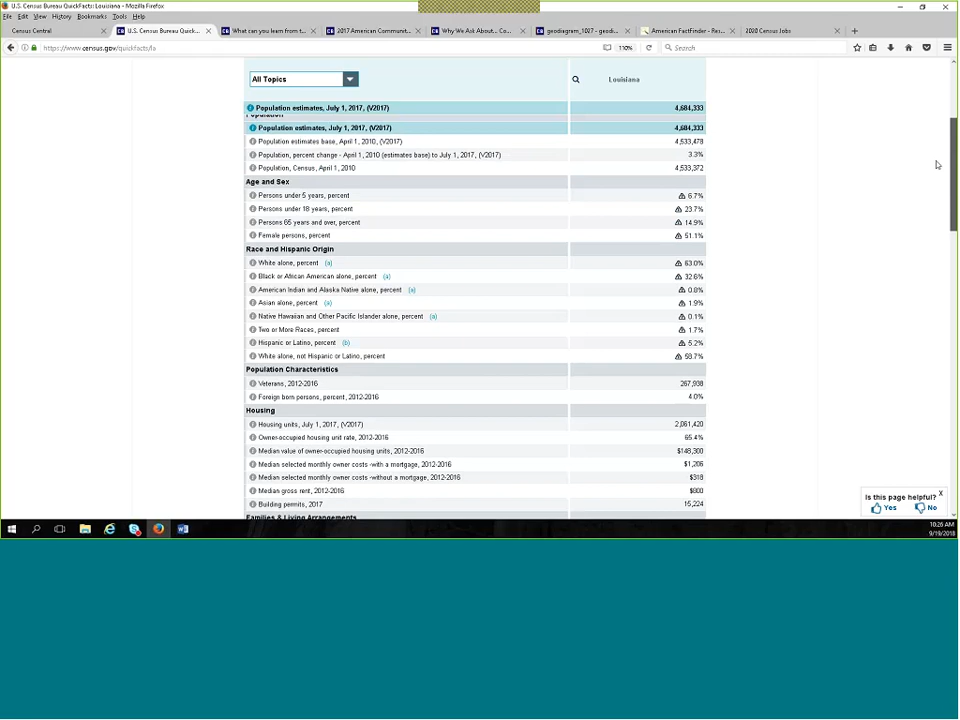 U.S. Census Bureau QuickFacts: Louisiana - Mozilla Firefox
File Edit View History Bookmarks Tools Help
Census Central
U.S. Census Bureau Quick...
What can you learn from t...
2017 American Communit...
Why We Ask About... Co...
geodiagram_1027 - geodi...
American FactFinder - Res...
2020 Census Jobs
https://www.census.gov/quickfacts/la
110%
Search
All Topics
Louisiana
Population estimates, July 1, 2017, (V2017) 4,684,333
Population
Population estimates, July 1, 2017, (V2017) 4,684,333
Population estimates base, April 1, 2010, (V2017) 4,533,478
Population, percent change - April 1, 2010 (estimates base) to July 1, 2017, (V2017) 3.3%
Population, Census, April 1, 2010 4,533,372
Age and Sex
Persons under 5 years, percent 6.7%
Persons under 18 years, percent 23.7%
Persons 65 years and over, percent 14.9%
Female persons, percent 51.1%
Race and Hispanic Origin
White alone, percent (a) 63.0%
Black or African American alone, percent (a) 32.6%
American Indian and Alaska Native alone, percent (a) 0.8%
Asian alone, percent (a) 1.9%
Native Hawaiian and Other Pacific Islander alone, percent (a) 0.1%
Two or More Races, percent 1.7%
Hispanic or Latino, percent (b) 5.2%
White alone, not Hispanic or Latino, percent 58.7%
Population Characteristics
Veterans, 2012-2016 267,938
Foreign born persons, percent, 2012-2016 4.0%
Housing
Housing units, July 1, 2017, (V2017) 2,061,420
Owner-occupied housing unit rate, 2012-2016 65.4%
Median value of owner-occupied housing units, 2012-2016 $148,300
Median selected monthly owner costs -with a mortgage, 2012-2016 $1,206
Median selected monthly owner costs -without a mortgage, 2012-2016 $318
Median gross rent, 2012-2016 $800
Building permits, 2017 15,224
Families & Living Arrangements
Is this page helpful? X
Yes No
10:26 AM
9/19/2018